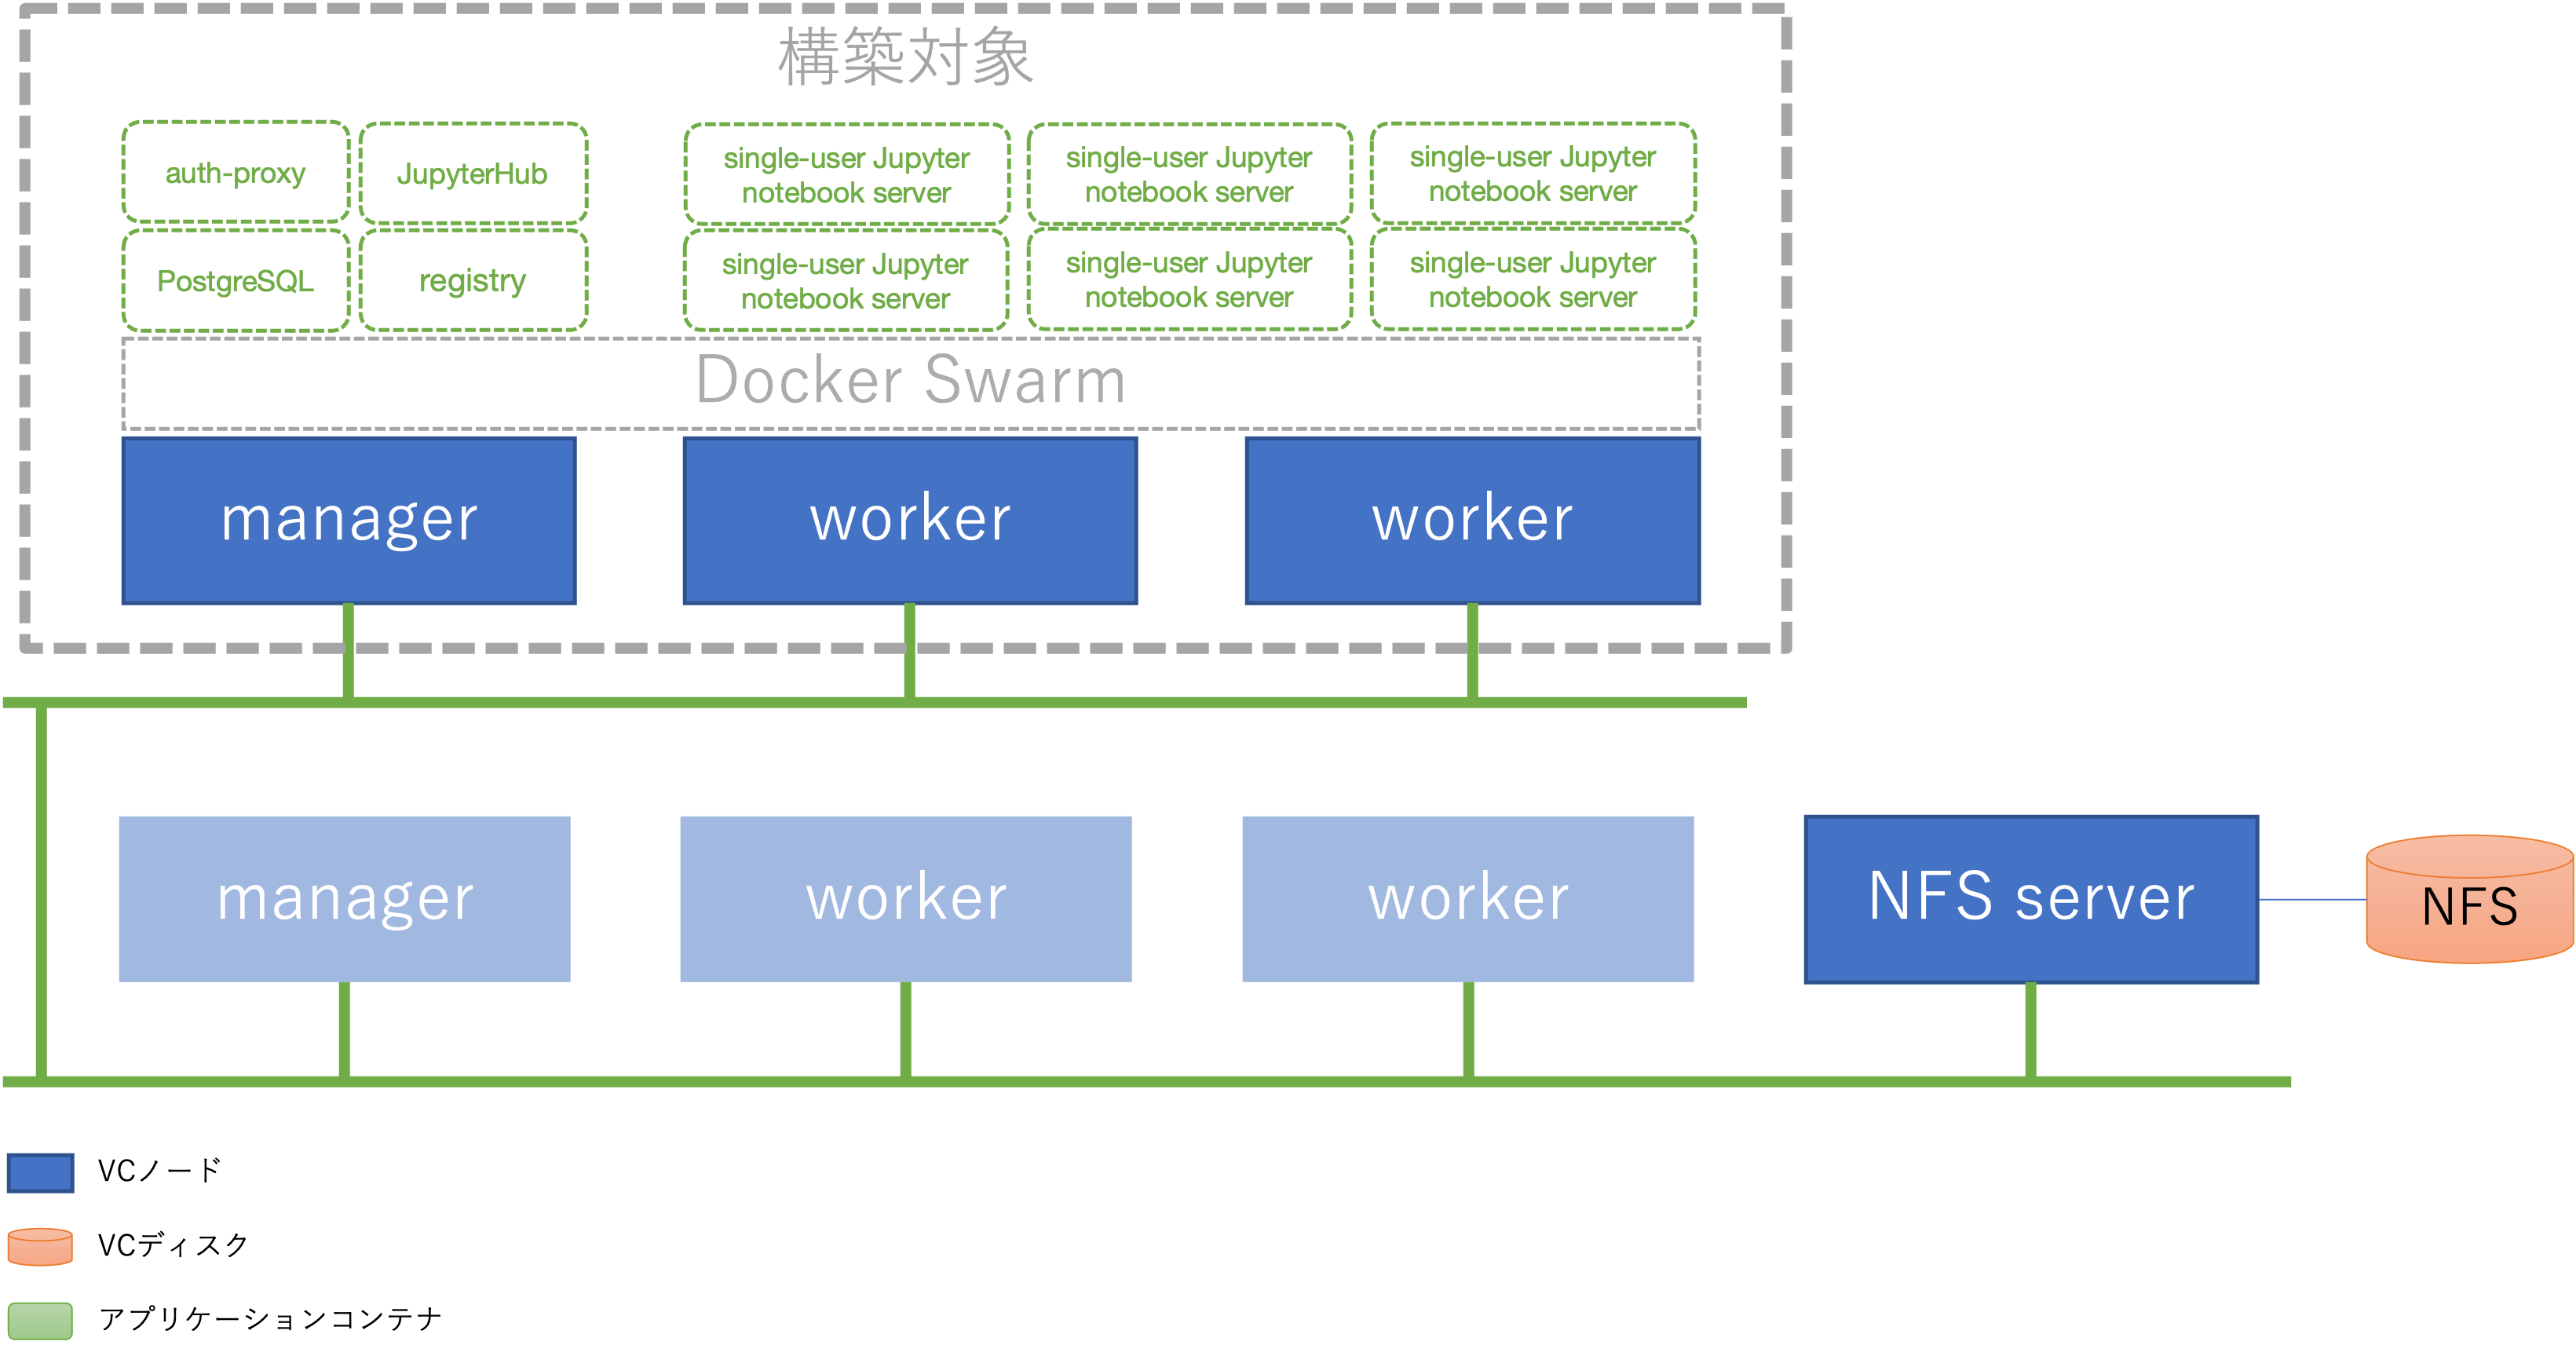 構築対象
auth-proxy
JupyterHub
single-user Jupyter
notebook server
single-user Jupyter
notebook server
single-user Jupyter
notebook server
PostgreSQL
registry
single-user Jupyter
notebook server
single-user Jupyter
notebook server
single-user Jupyter
notebook server
Docker Swarm
manager
worker
worker
manager
worker
worker
NFS server
NFS
VCノード
VCディスク
アプリケーションコンテナ